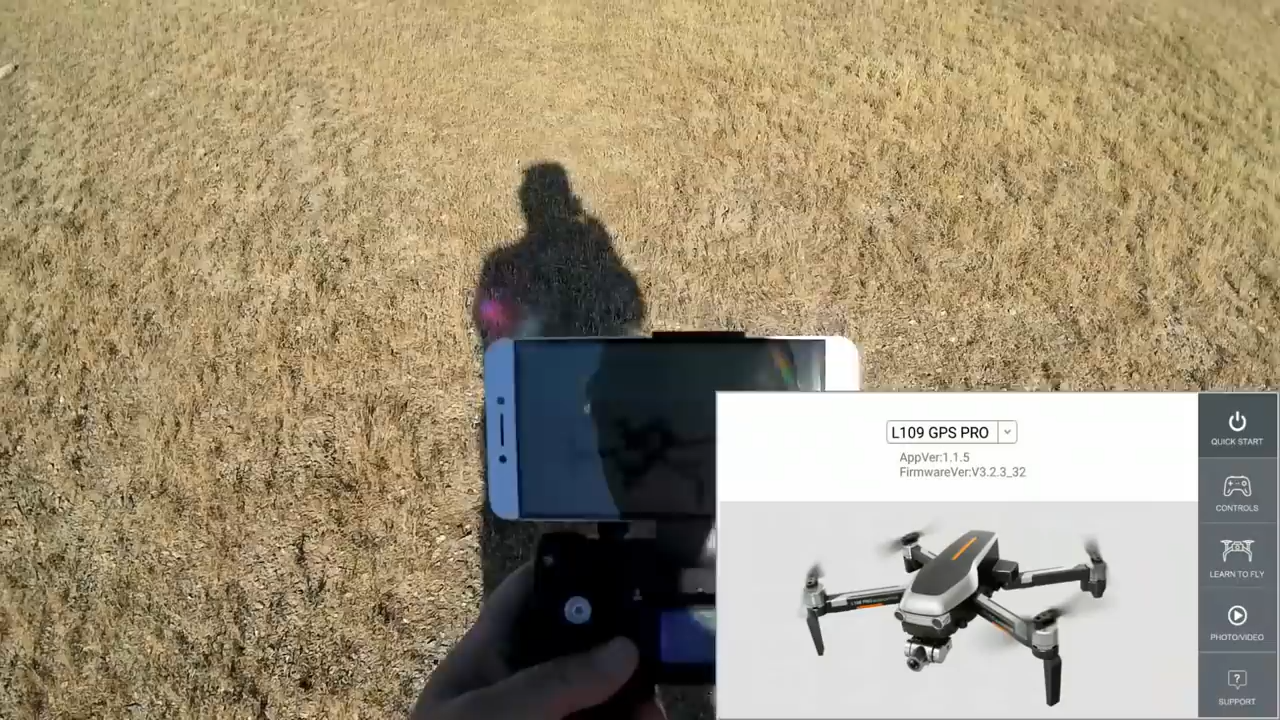 L109 GPS PRO
AppVer:1.1.5
FirmwareVer:V3.2.3_32
QUICK START
CONTROLS
LEARN TO FLY
PHOTO/VIDEO
SUPPORT